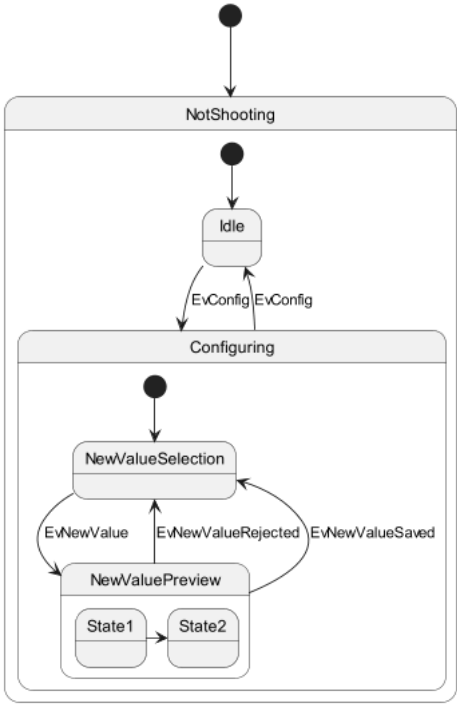 NotShooting
Idle
EvConfig EvConfig
Configuring
NewValueSelection
EvNewValue EvNewValueRejected EvNewValueSaved
NewValuePreview
State1 State2